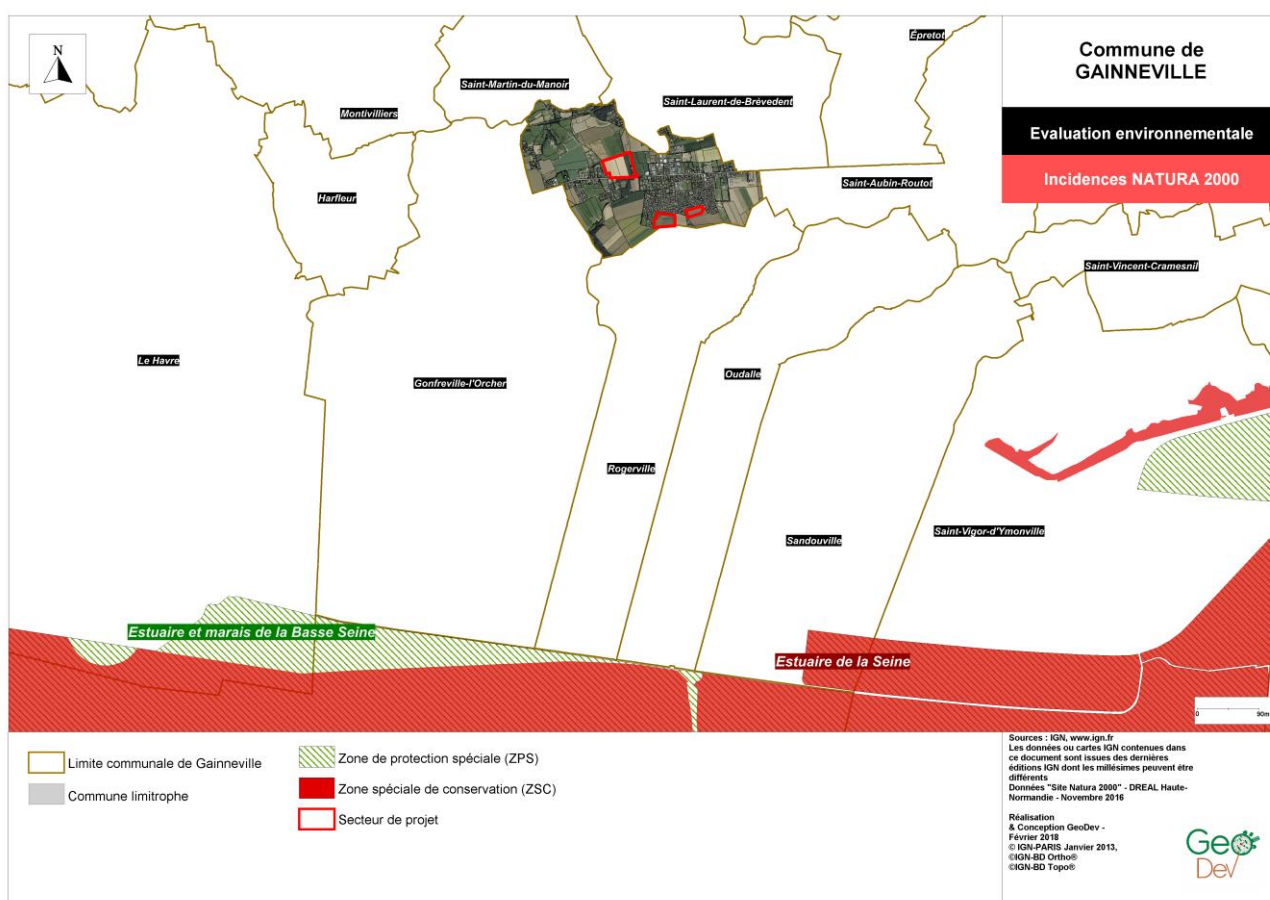 N
Épretot
Saint-Martin-du-Manoir
Saint-Laurent-de-Brèvedent
Montivilliers
Harfleur
Saint-Aubin-Routot
Saint-Vincent-Cramesnil
Le Havre
Gonfreville-l'Orcher
Oudalle
Rogerville
Sandouville
Saint-Vigor-d'Ymonville
Estuaire et marais de la Basse Seine
Estuaire de la Seine
Commune de
GAINNEVILLE
Evaluation environnementale
Incidences NATURA 2000
0 90m
Limite communale de Gainneville
Commune limitrophe
Zone de protection spéciale (ZPS)
Zone spéciale de conservation (ZSC)
Secteur de projet
Sources : IGN, www.ign.fr
Les données ou cartes IGN contenues dans
ce document sont issues des dernières
éditions IGN dont les millésimes peuvent être
différents
Données "Site Natura 2000" - DREAL Haute-
Normandie - Novembre 2016
Réalisation
& Conception GeoDev -
Février 2018
© IGN-PARIS Janvier 2013,
©IGN-BD Ortho®
©IGN-BD Topo®
Geo
Dev